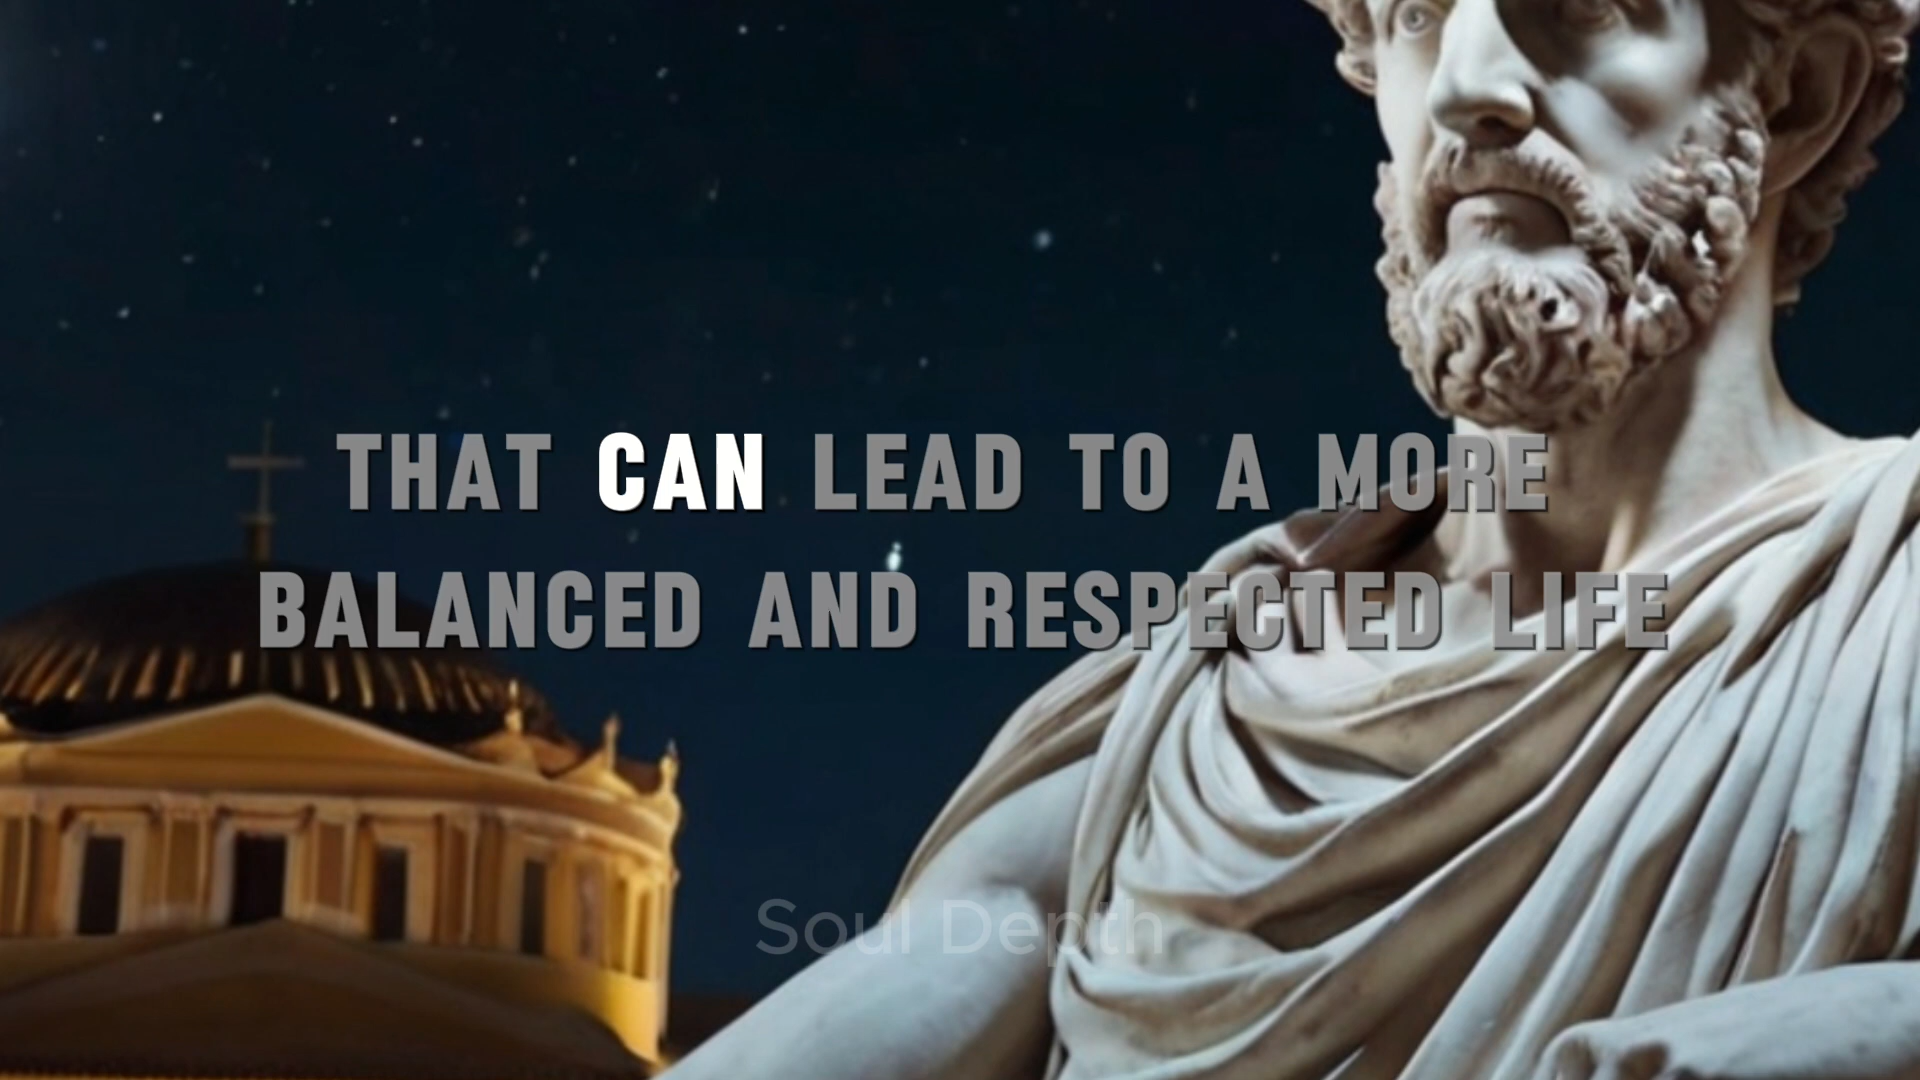 THAT CAN LEAD TO A MORE
BALANCED AND RESPECTED LIFE
Soul Depth